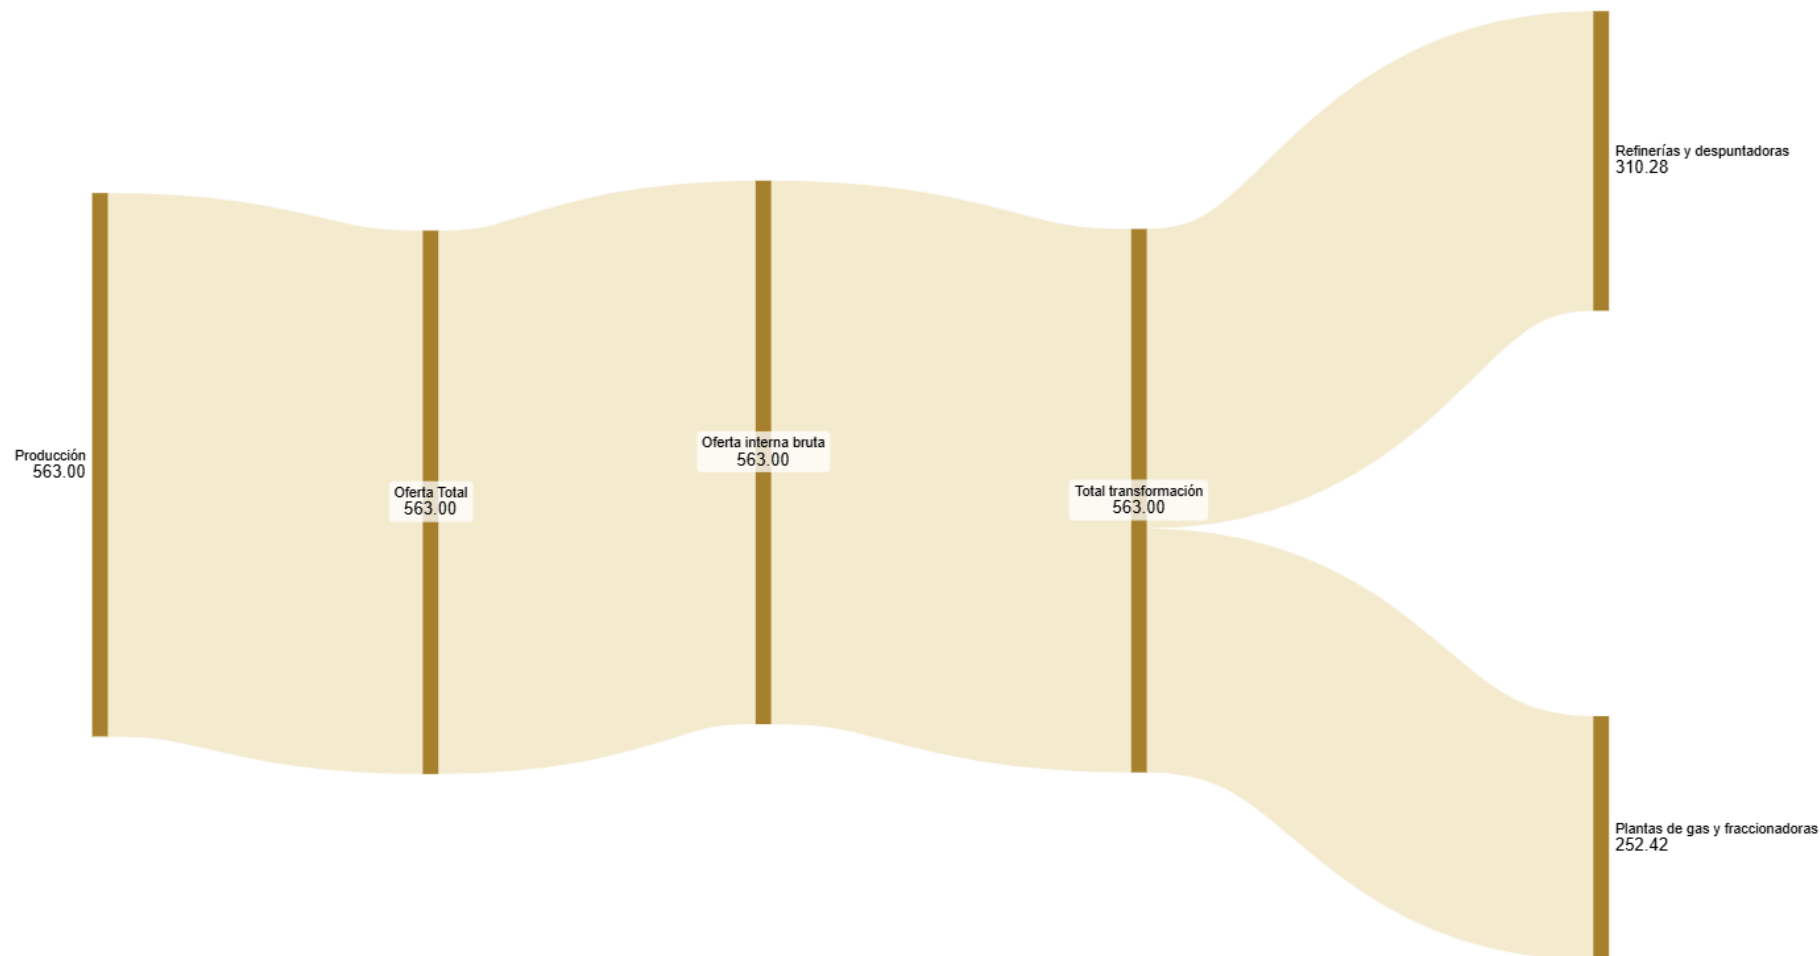 Producción
563.00
Oferta Total
563.00
Oferta interna bruta
563.00
Total transformación
563.00
Refinerías y despuntadoras
310.28
Plantas de gas y fraccionadoras
252.42